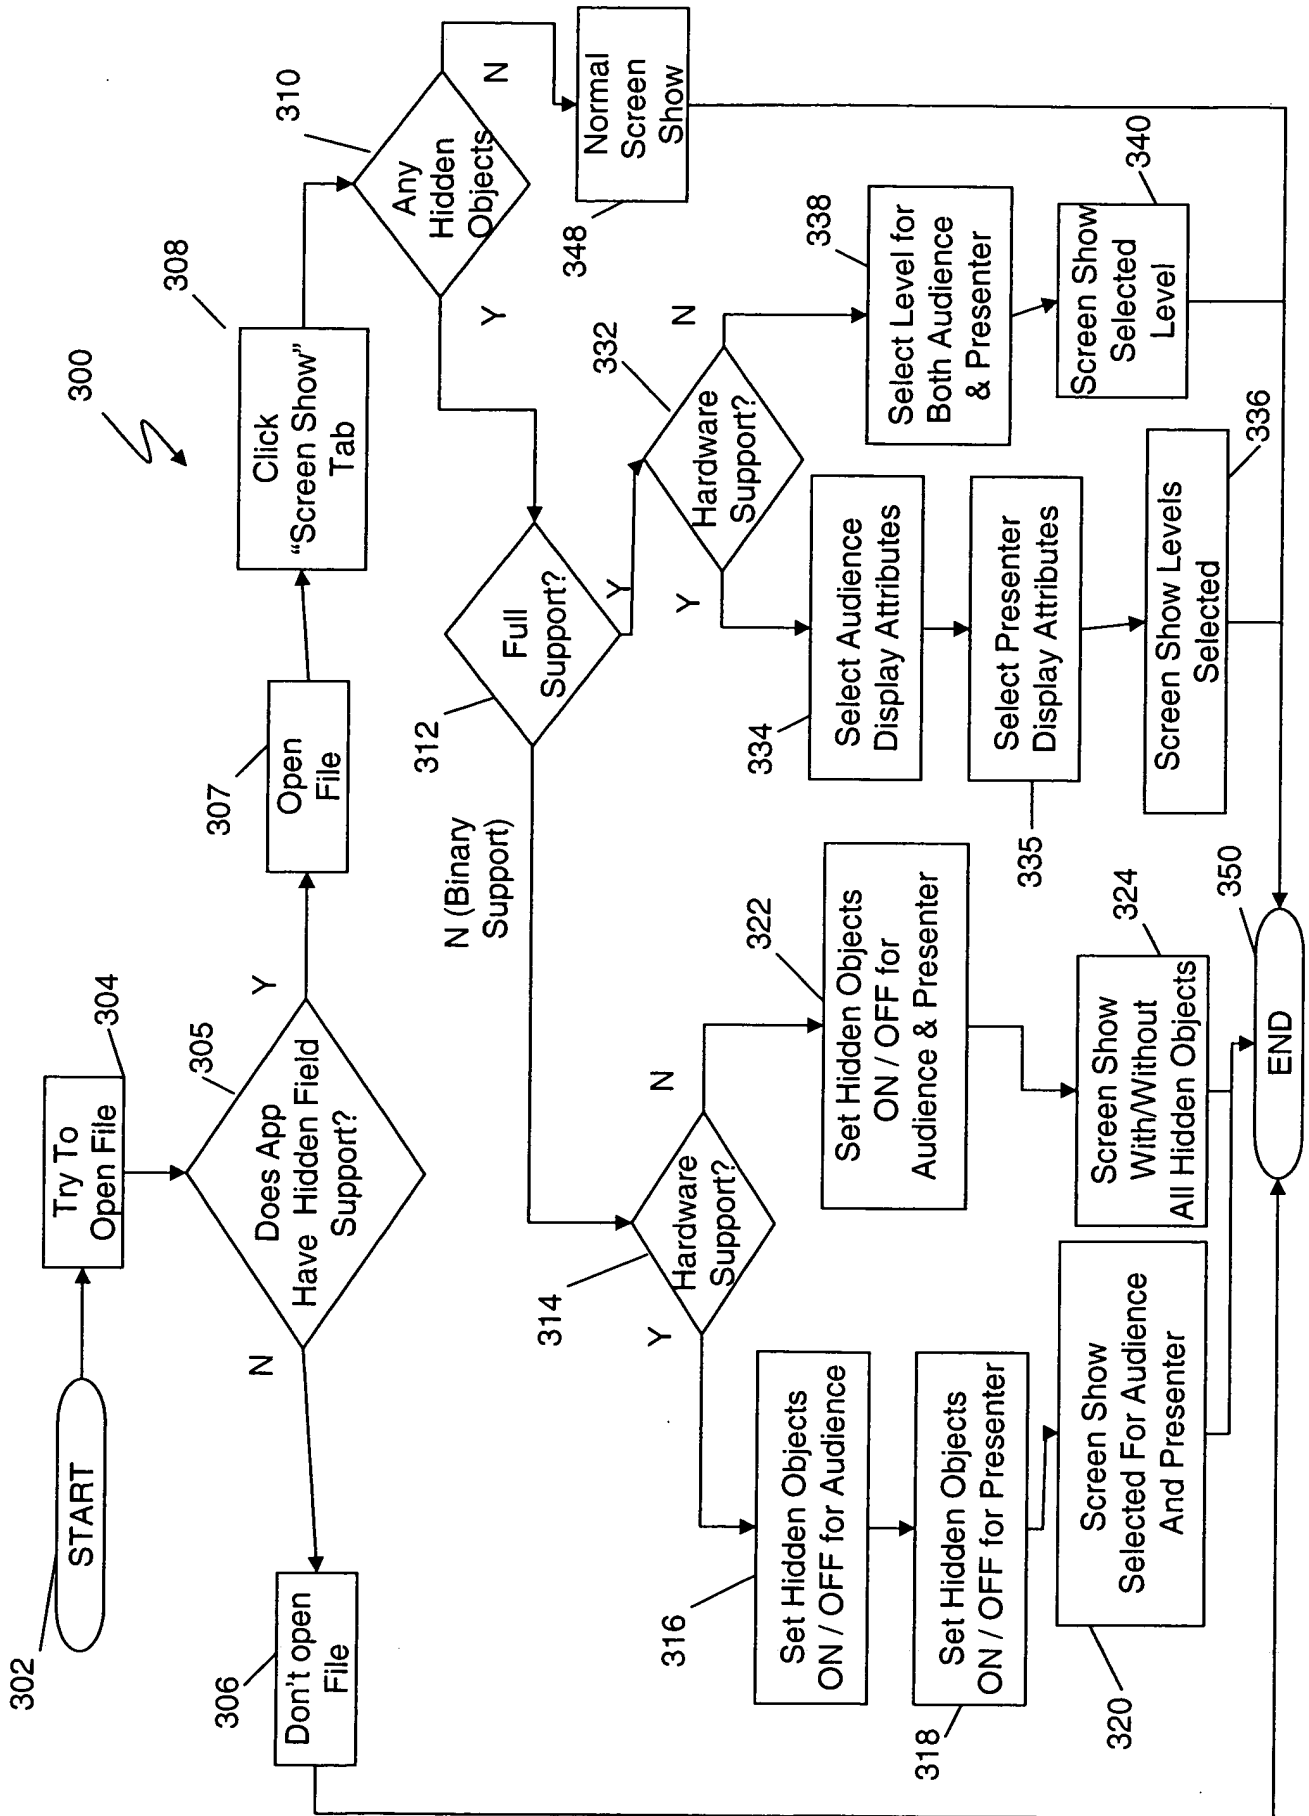 300
302
START
304
Try To
Open File
305
Does App
Have Hidden Field
Support?
N
Y
306
Don't open
File
307
Open
File
308
Click
“Screen Show”
Tab
310
Any
Hidden
Objects
N
Y
348
Normal
Screen
Show
312
Full
Support?
N (Binary
Support)
Y
314
Hardware
Support?
Y
N
316
Set Hidden Objects
ON / OFF for Audience
318
Set Hidden Objects
ON / OFF for Presenter
320
Screen Show
Selected For Audience
And Presenter
322
Set Hidden Objects
ON / OFF for
Audience & Presenter
324
Screen Show
With/Without
All Hidden Objects
332
Hardware
Support?
Y
N
334
Select Audience
Display Attributes
335
Select Presenter
Display Attributes
336
Screen Show Levels
Selected
338
Select Level for
Both Audience
& Presenter
340
Screen Show
Selected
Level
350
END